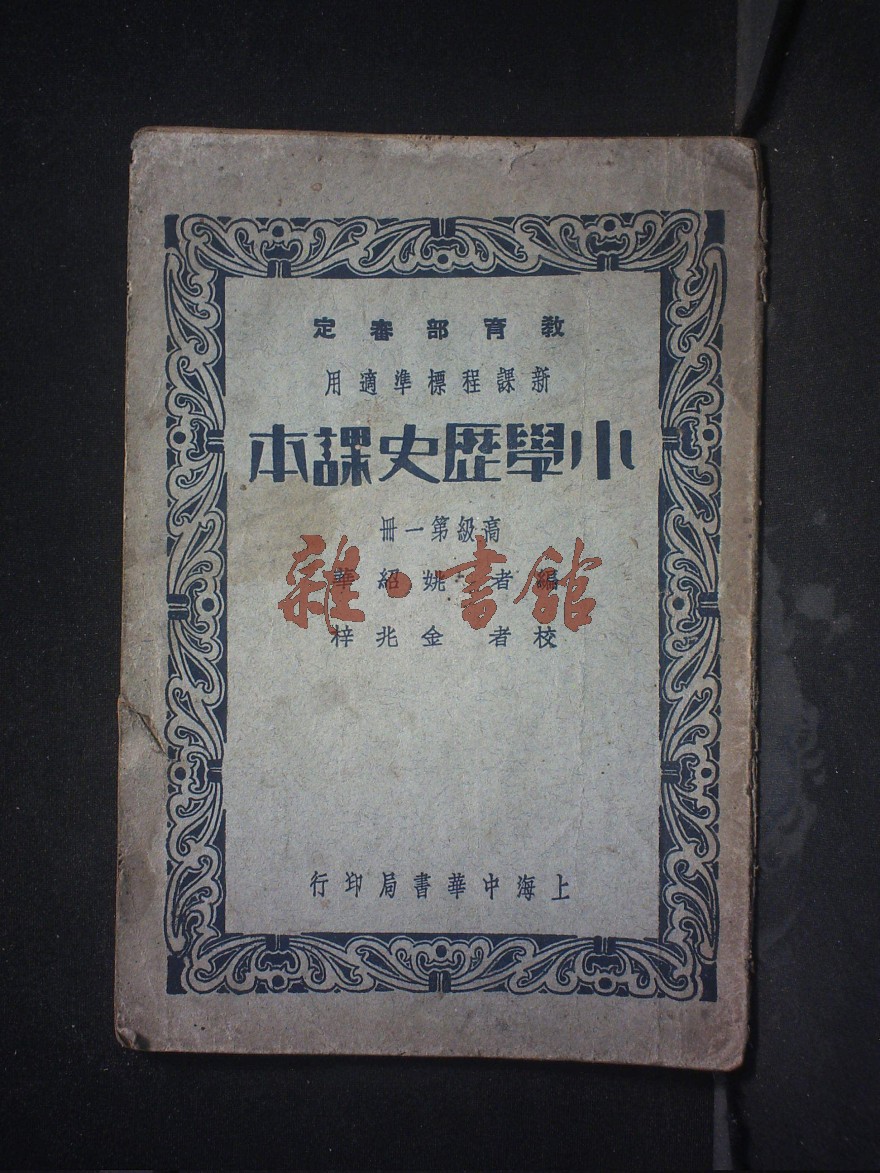 教育部審定
新課程標準適用
小學歷史課本
高級第一冊
編者姚紹華
校者金兆梓
上海中華書局印行
雜·書館